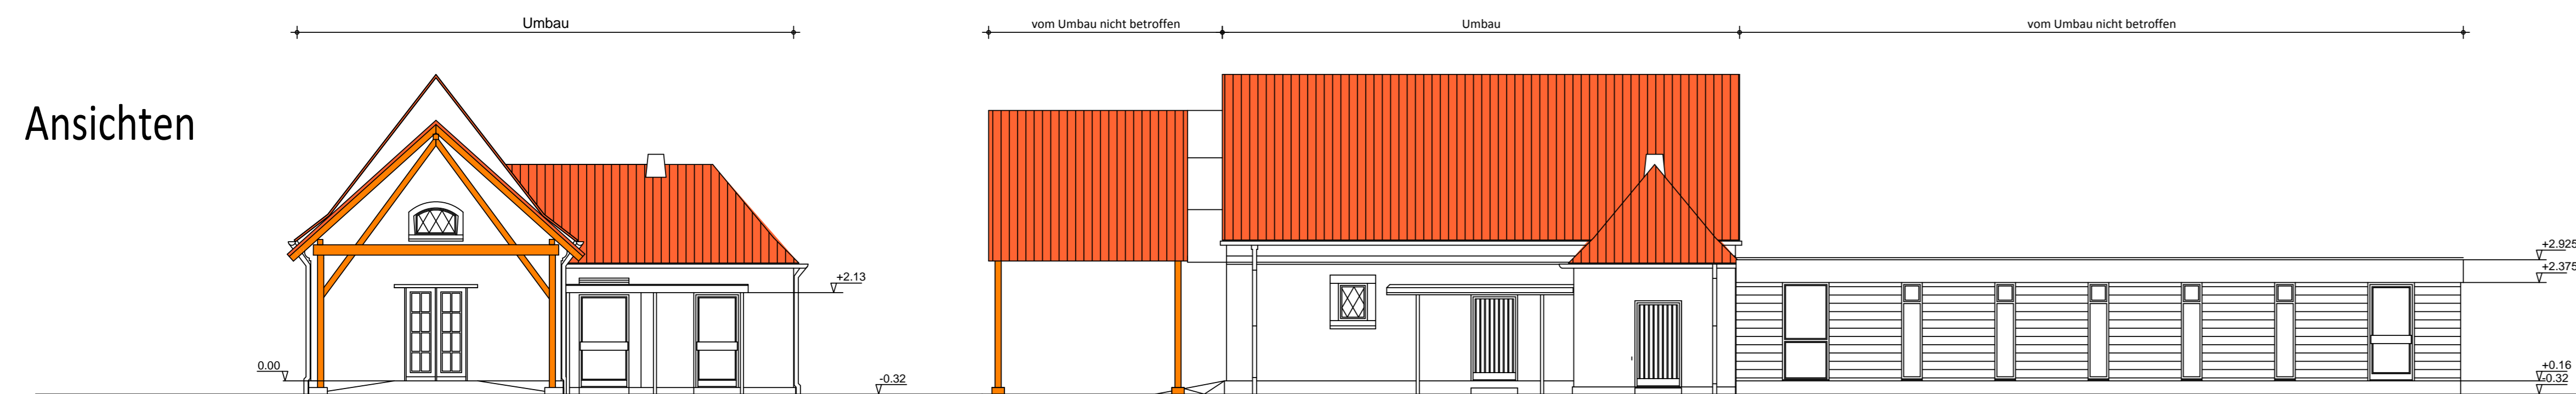 Umbau
vom Umbau nicht betroffen
Umbau
vom Umbau nicht betroffen
Ansichten
+2.13
0.00
-0.32
+2.925
+2.375
+0.16
-0.32